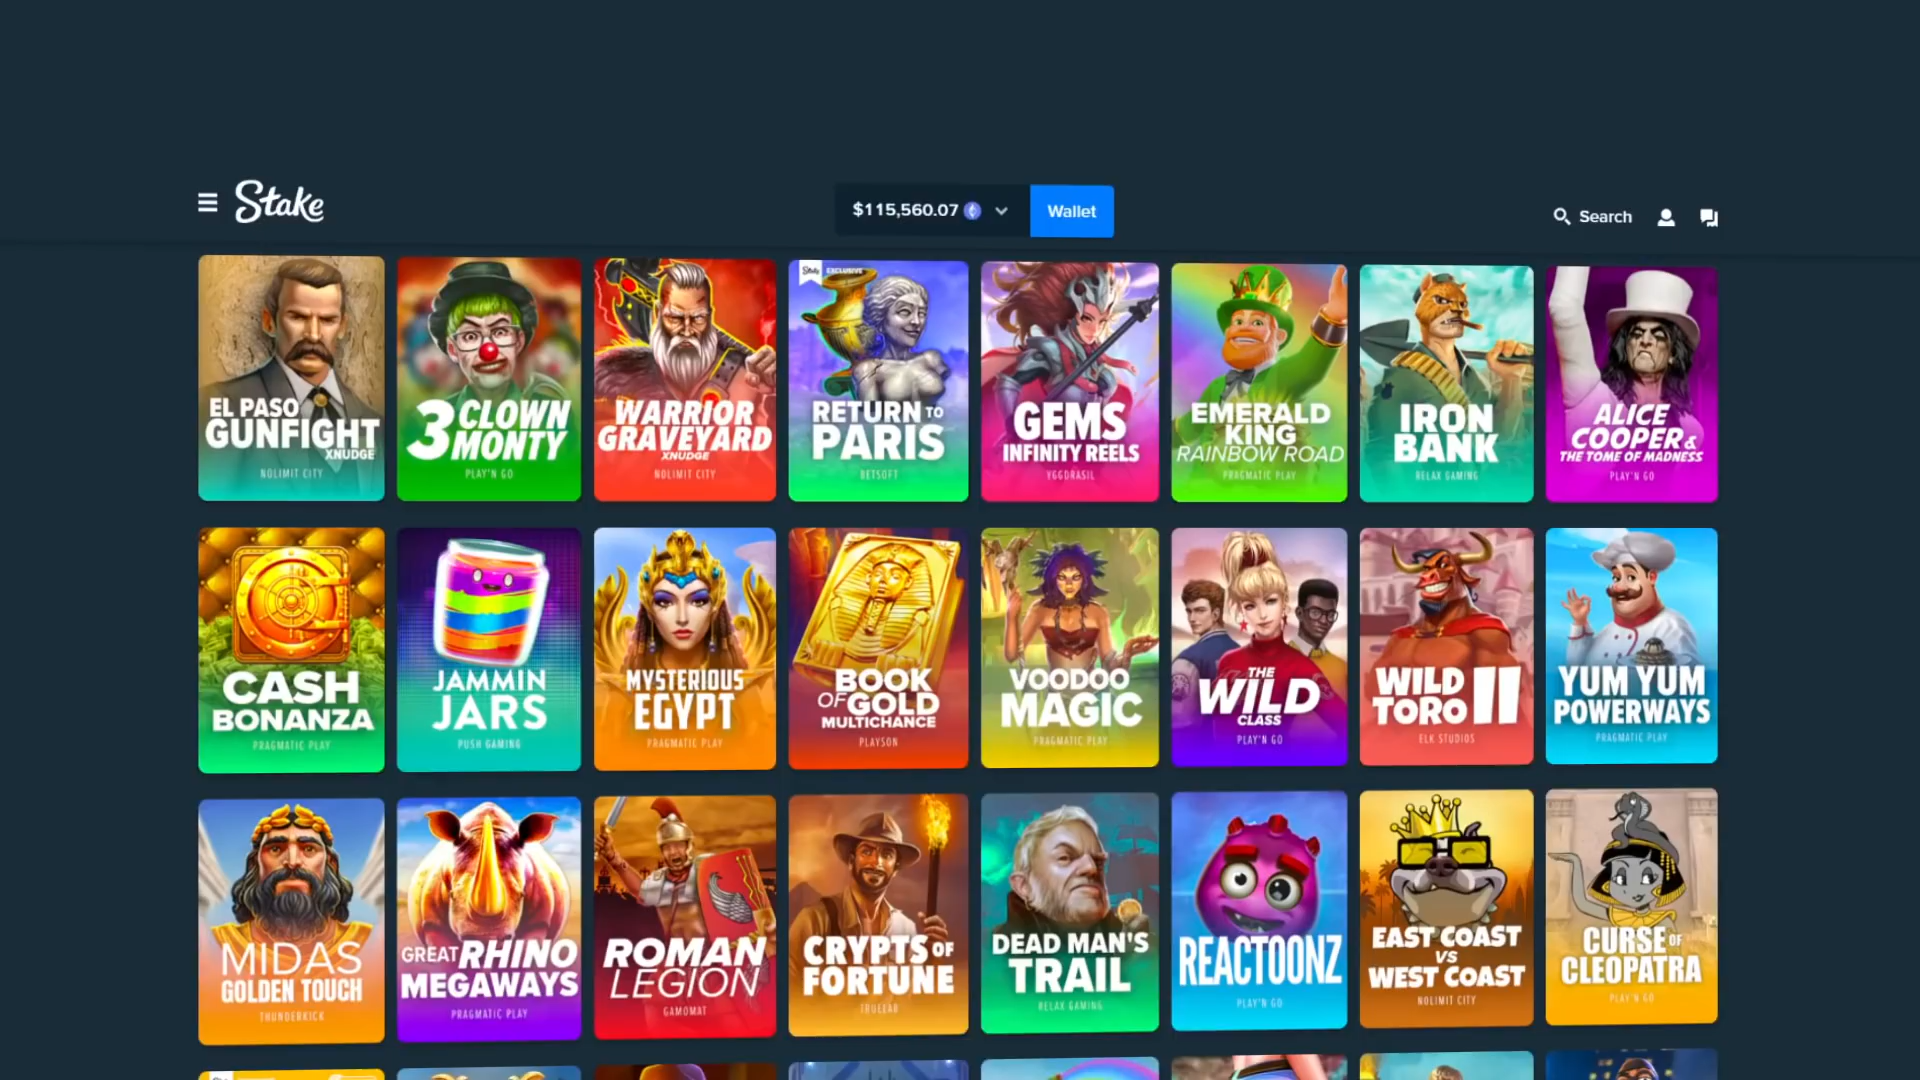 Stake
$115,560.07
Wallet
Search
EL PASO
GUNFIGHT
XNUDGE
NOLIMIT CITY
3 CLOWN
MONTY
PLAY'N GO
WARRIOR
GRAVEYARD
XNUDGE
NOLIMIT CITY
Stake EXCLUSIVE
RETURN TO
PARIS
BETSOFT
GEMS
INFINITY REELS
YGGDRASIL
EMERALD
KING
RAINBOW ROAD
PRAGMATIC PLAY
IRON
BANK
RELAX GAMING
ALICE
COOPER &
THE TOME OF MADNESS
PLAY'N GO
CASH
BONANZA
PRAGMATIC PLAY
JAMMIN
JARS
PUSH GAMING
MYSTERIOUS
EGYPT
PRAGMATIC PLAY
BOOK
OF GOLD
MULTICHANCE
PLAYSON
VOODOO
MAGIC
PRAGMATIC PLAY
THE
WILD
CLASS
PLAY'N GO
WILD
TORO II
ELK STUDIOS
YUM YUM
POWERWAYS
PRAGMATIC PLAY
MIDAS
GOLDEN TOUCH
THUNDERKICK
GREAT RHINO
MEGAWAYS
PRAGMATIC PLAY
ROMAN
LEGION
GAMOMAT
CRYPTS OF
FORTUNE
TRUELAB
DEAD MAN'S
TRAIL
RELAX GAMING
REACTOONZ
PLAY'N GO
EAST COAST
VS
WEST COAST
NOLIMIT CITY
CURSE OF
CLEOPATRA
PLAY'N GO